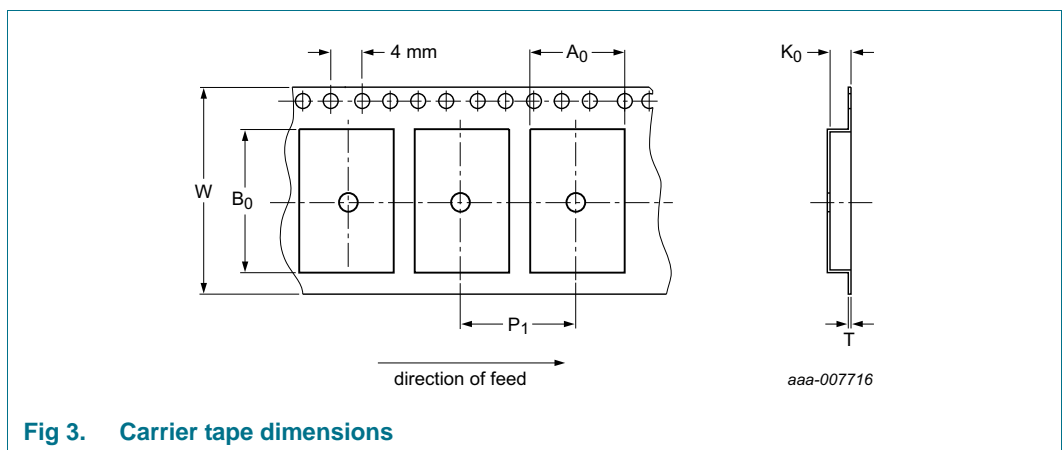 4 mm
A0
K0
W
B0
P1
T
direction of feed
aaa-007716
Fig 3. Carrier tape dimensions